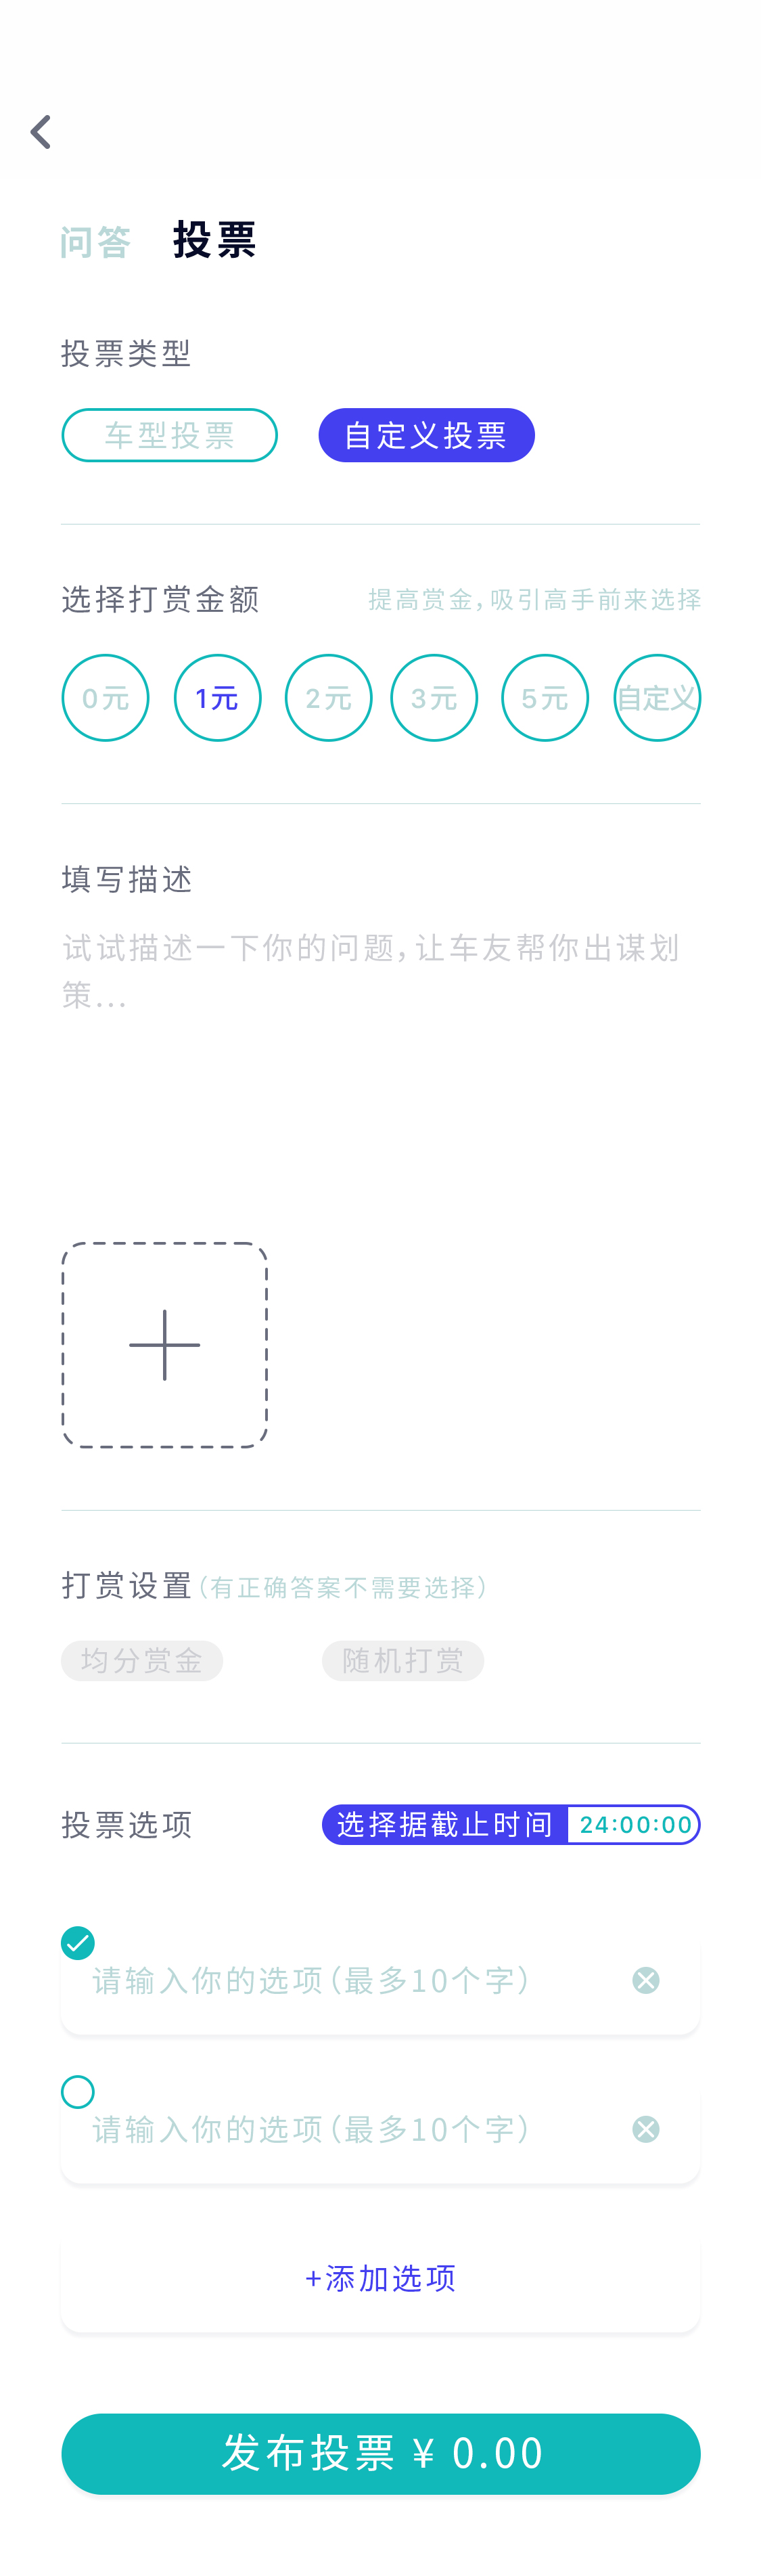 问答 投票
投票类型
车型投票 自定义投票
选择打赏金额 提高赏金，吸引高手前来选择
0元 1元 2元 3元 5元 自定义
填写描述
试试描述一下你的问题，让车友帮你出谋划
策...
打赏设置（有正确答案不需要选择）
均分赏金 随机打赏
投票选项 选择截止时间 24:00:00
请输入你的选项（最多10个字）
请输入你的选项（最多10个字）
+添加选项
发布投票 ¥ 0.00